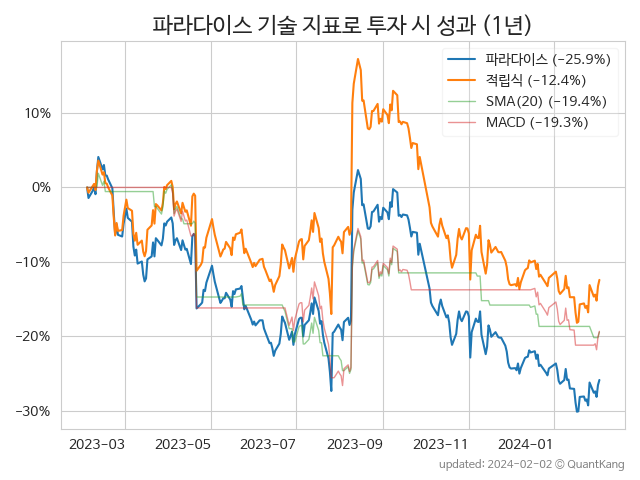 파라다이스 기술 지표로 투자 시 성과 (1년)
파라다이스 (−25.9%)
적립식 (−12.4%)
SMA(20) (−19.4%)
MACD (−19.3%)
10%
0%
−10%
−20%
−30%
2023-03 2023-05 2023-07 2023-09 2023-11 2024-01
updated: 2024-02-02 © QuantKang